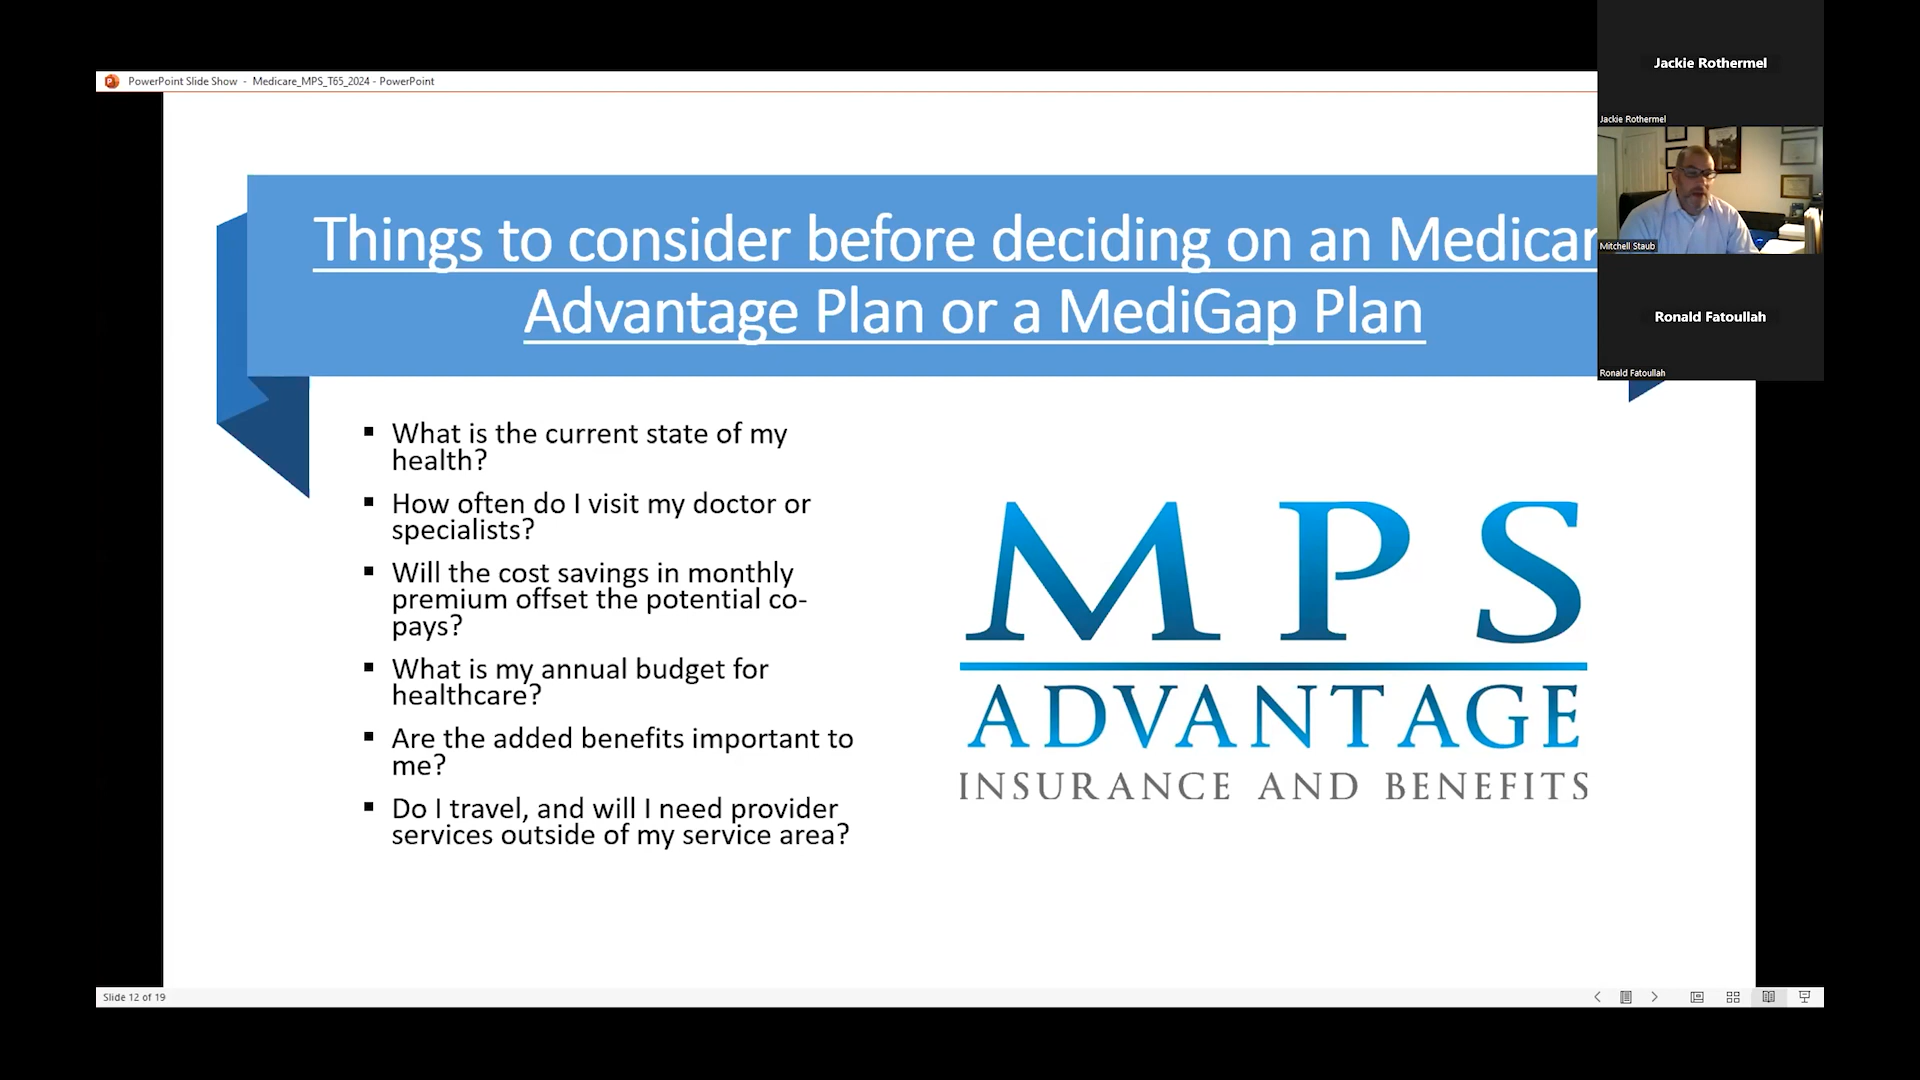 PowerPoint Slide Show - Medicare_MPS_T65_2024 - PowerPoint
Things to consider before deciding on an Medicar
Advantage Plan or a MediGap Plan
▪ What is the current state of my
health?
▪ How often do I visit my doctor or
specialists?
▪ Will the cost savings in monthly
premium offset the potential co-
pays?
▪ What is my annual budget for
healthcare?
▪ Are the added benefits important to
me?
▪ Do I travel, and will I need provider
services outside of my service area?
MPS
ADVANTAGE
INSURANCE AND BENEFITS
Jackie Rothermel
Jackie Rothermel
Mitchell Staub
Ronald Fatoullah
Ronald Fatoullah
Slide 12 of 19